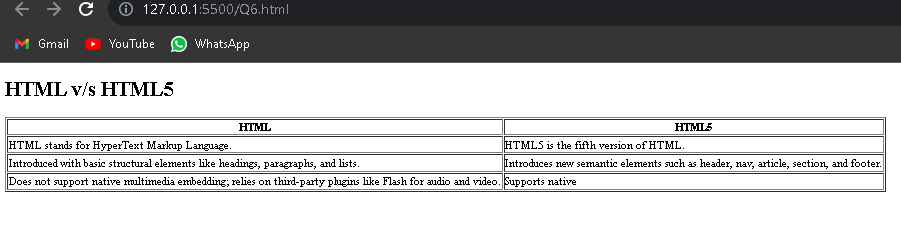 127.0.0.1:5500/Q6.html
Gmail YouTube WhatsApp
HTML v/s HTML5
HTML HTML5
HTML stands for HyperText Markup Language. HTML5 is the fifth version of HTML.
Introduced with basic structural elements like headings, paragraphs, and lists. Introduces new semantic elements such as header, nav, article, section, and footer.
Does not support native multimedia embedding; relies on third-party plugins like Flash for audio and video. Supports native